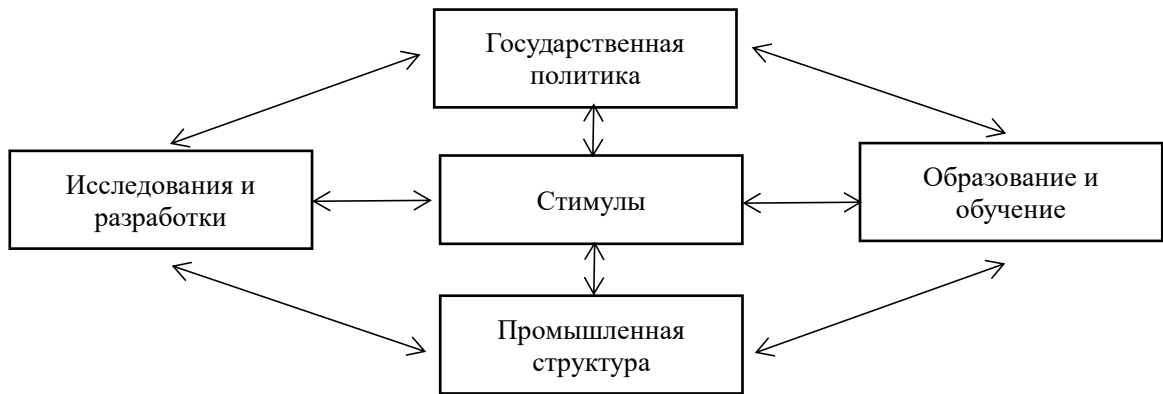 Государственная
политика
Исследования и
разработки
Стимулы
Образование и
обучение
Промышленная
структура